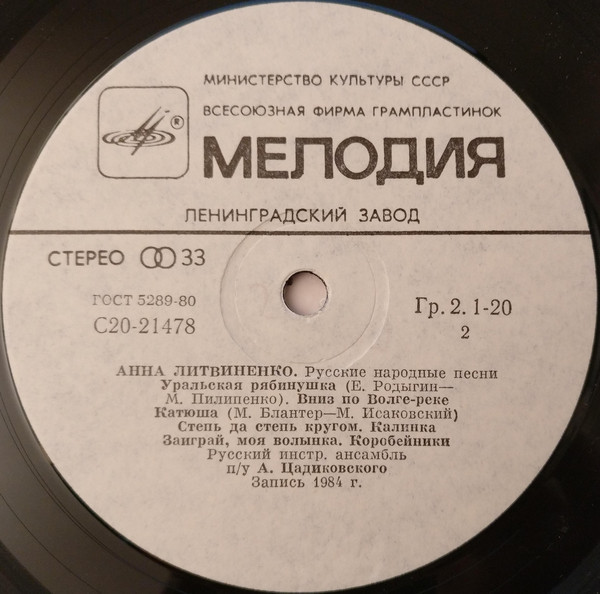 МИНИСТЕРСТВО КУЛЬТУРЫ СССР
ВСЕСОЮЗНАЯ ФИРМА ГРАМПЛАСТИНОК
®
МЕЛОДИЯ
ЛЕНИНГРАДСКИЙ ЗАВОД
СТЕРЕО 33
ГОСТ 5289-80
С20-21478
Гр. 2. 1-20
2
АННА ЛИТВИНЕНКО. Русские народные песни
Уральская рябинушка (Е. Родыгин—
М. Пилипенко). Вниз по Волге-реке
Катюша (М. Блантер—М. Исаковский)
Степь да степь кругом. Калинка
Заиграй, моя волынка. Коробейники
Русский инстр. ансамбль
п/у А. Цадиковского
Запись 1984 г.